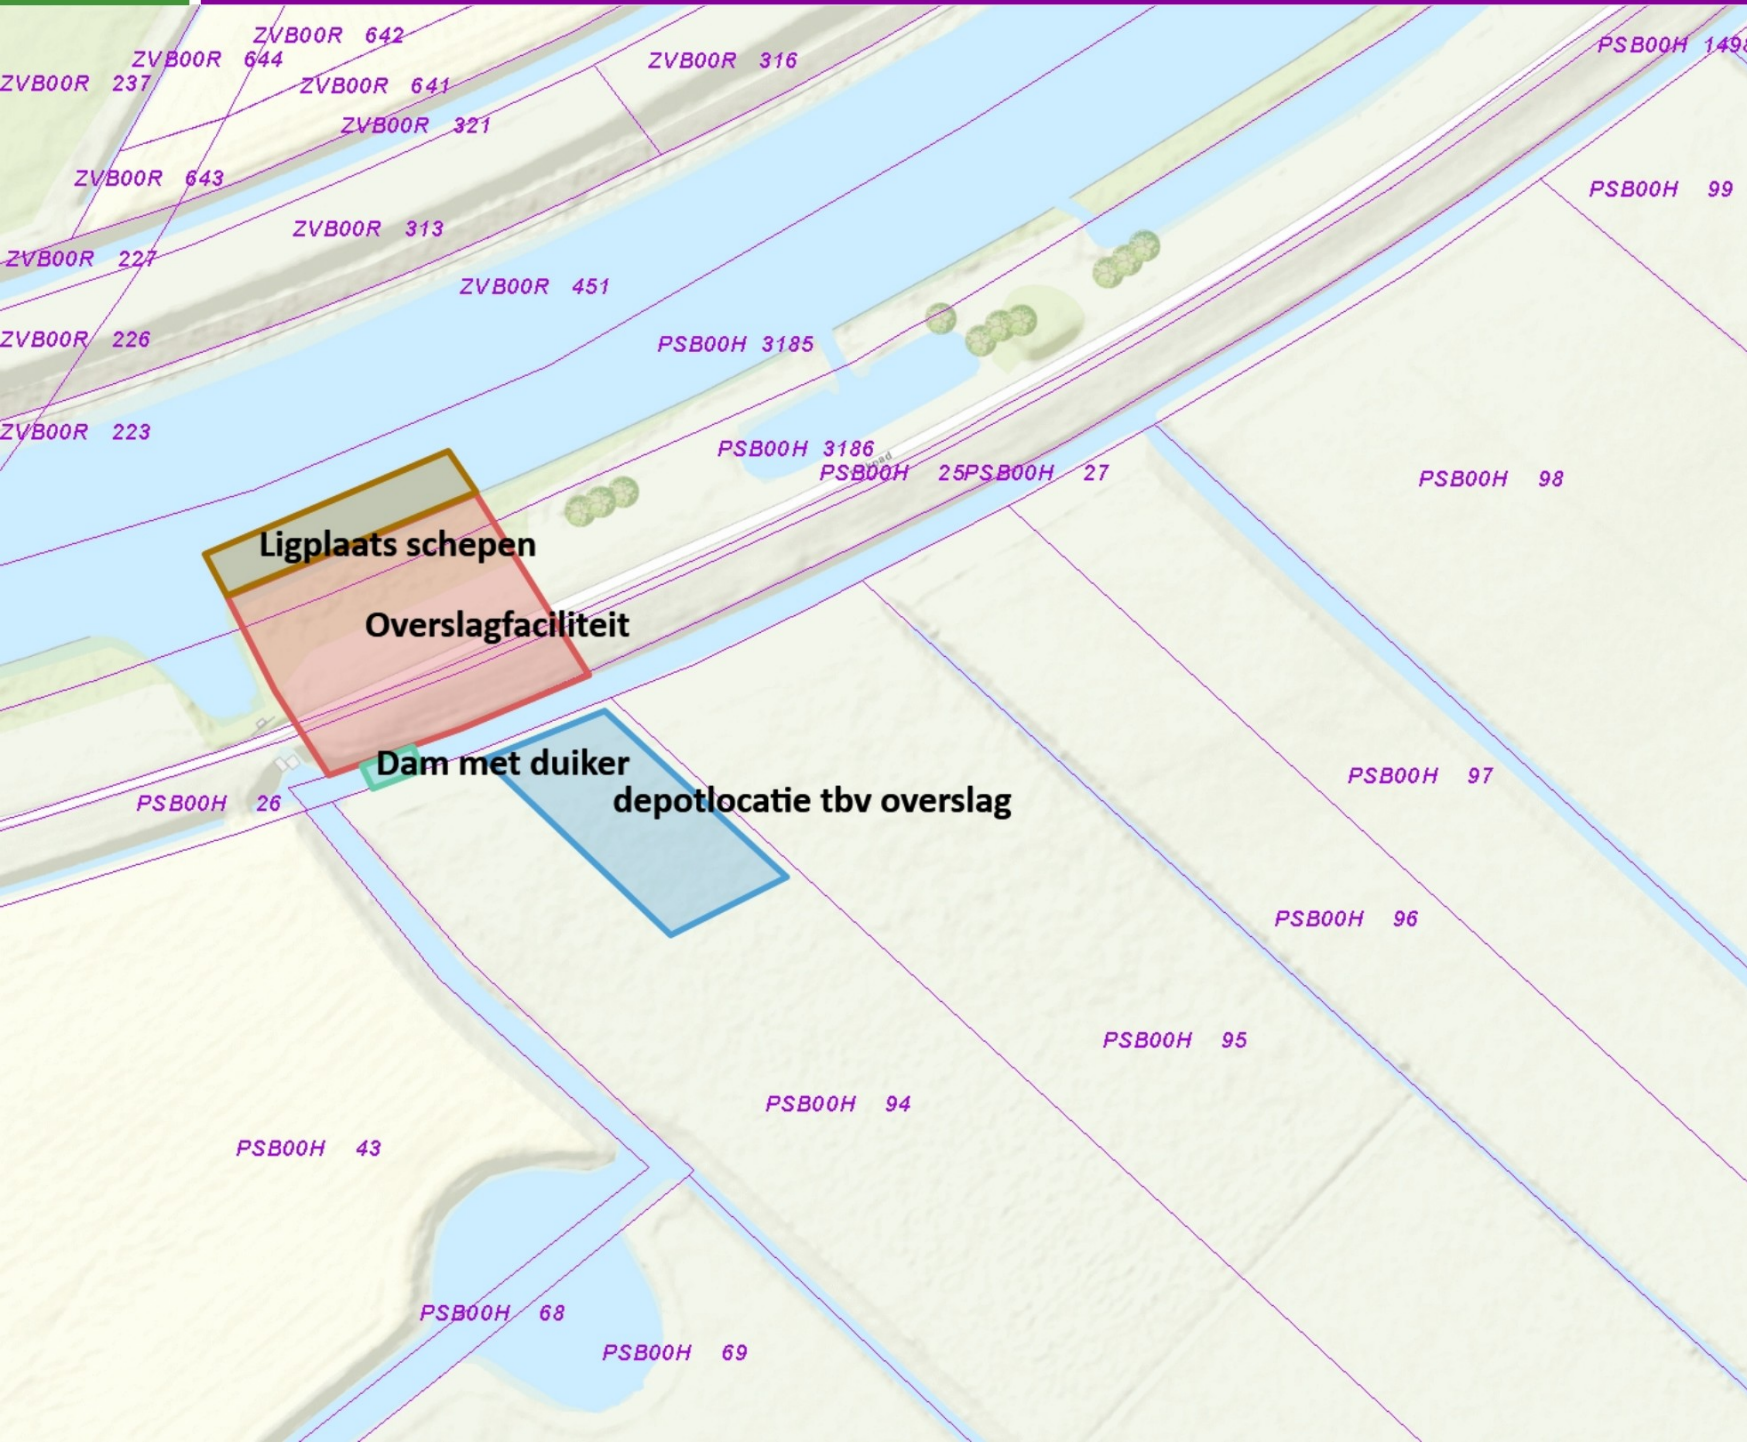 ZVB00R 642
ZVB00R 644
ZVB00R 237
ZVB00R 641
ZVB00R 316
PSB00H 1498
ZVB00R 321
ZVB00R 643
PSB00H 99
ZVB00R 313
ZVB00R 227
ZVB00R 451
ZVB00R 226
PSB00H 3185
ZVB00R 223
PSB00H 3186
PSB00H 25
PSB00H 27
PSB00H 98
Ligplaats schepen
Overslagfaciliteit
Dam met duiker
depotlocatie tbv overslag
PSB00H 26
PSB00H 97
PSB00H 96
PSB00H 95
PSB00H 94
PSB00H 43
PSB00H 68
PSB00H 69